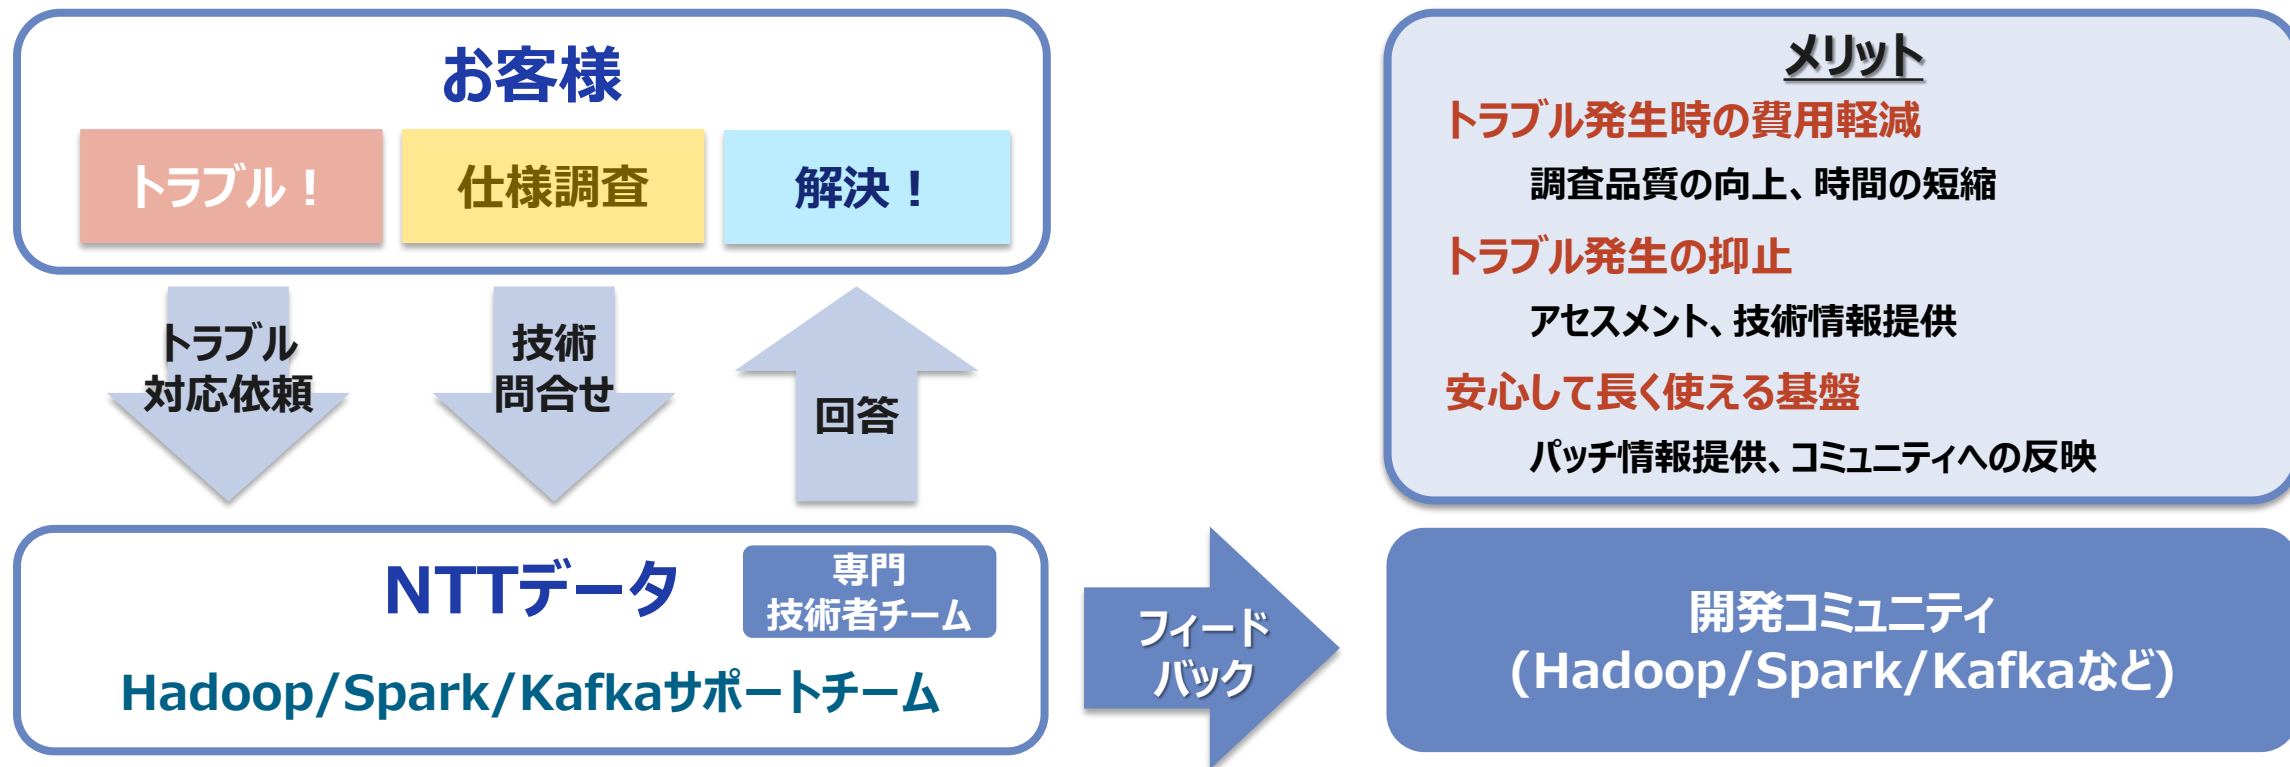 お客様
トラブル！
仕様調査
解決！
トラブル
対応依頼
技術
問合せ
回答
NTTデータ
専門
技術者チーム
Hadoop/Spark/Kafkaサポートチーム
フィード
バック
メリット
トラブル発生時の費用軽減
調査品質の向上、時間の短縮
トラブル発生の抑止
アセスメント、技術情報提供
安心して長く使える基盤
パッチ情報提供、コミュニティへの反映
開発コミュニティ
(Hadoop/Spark/Kafkaなど)